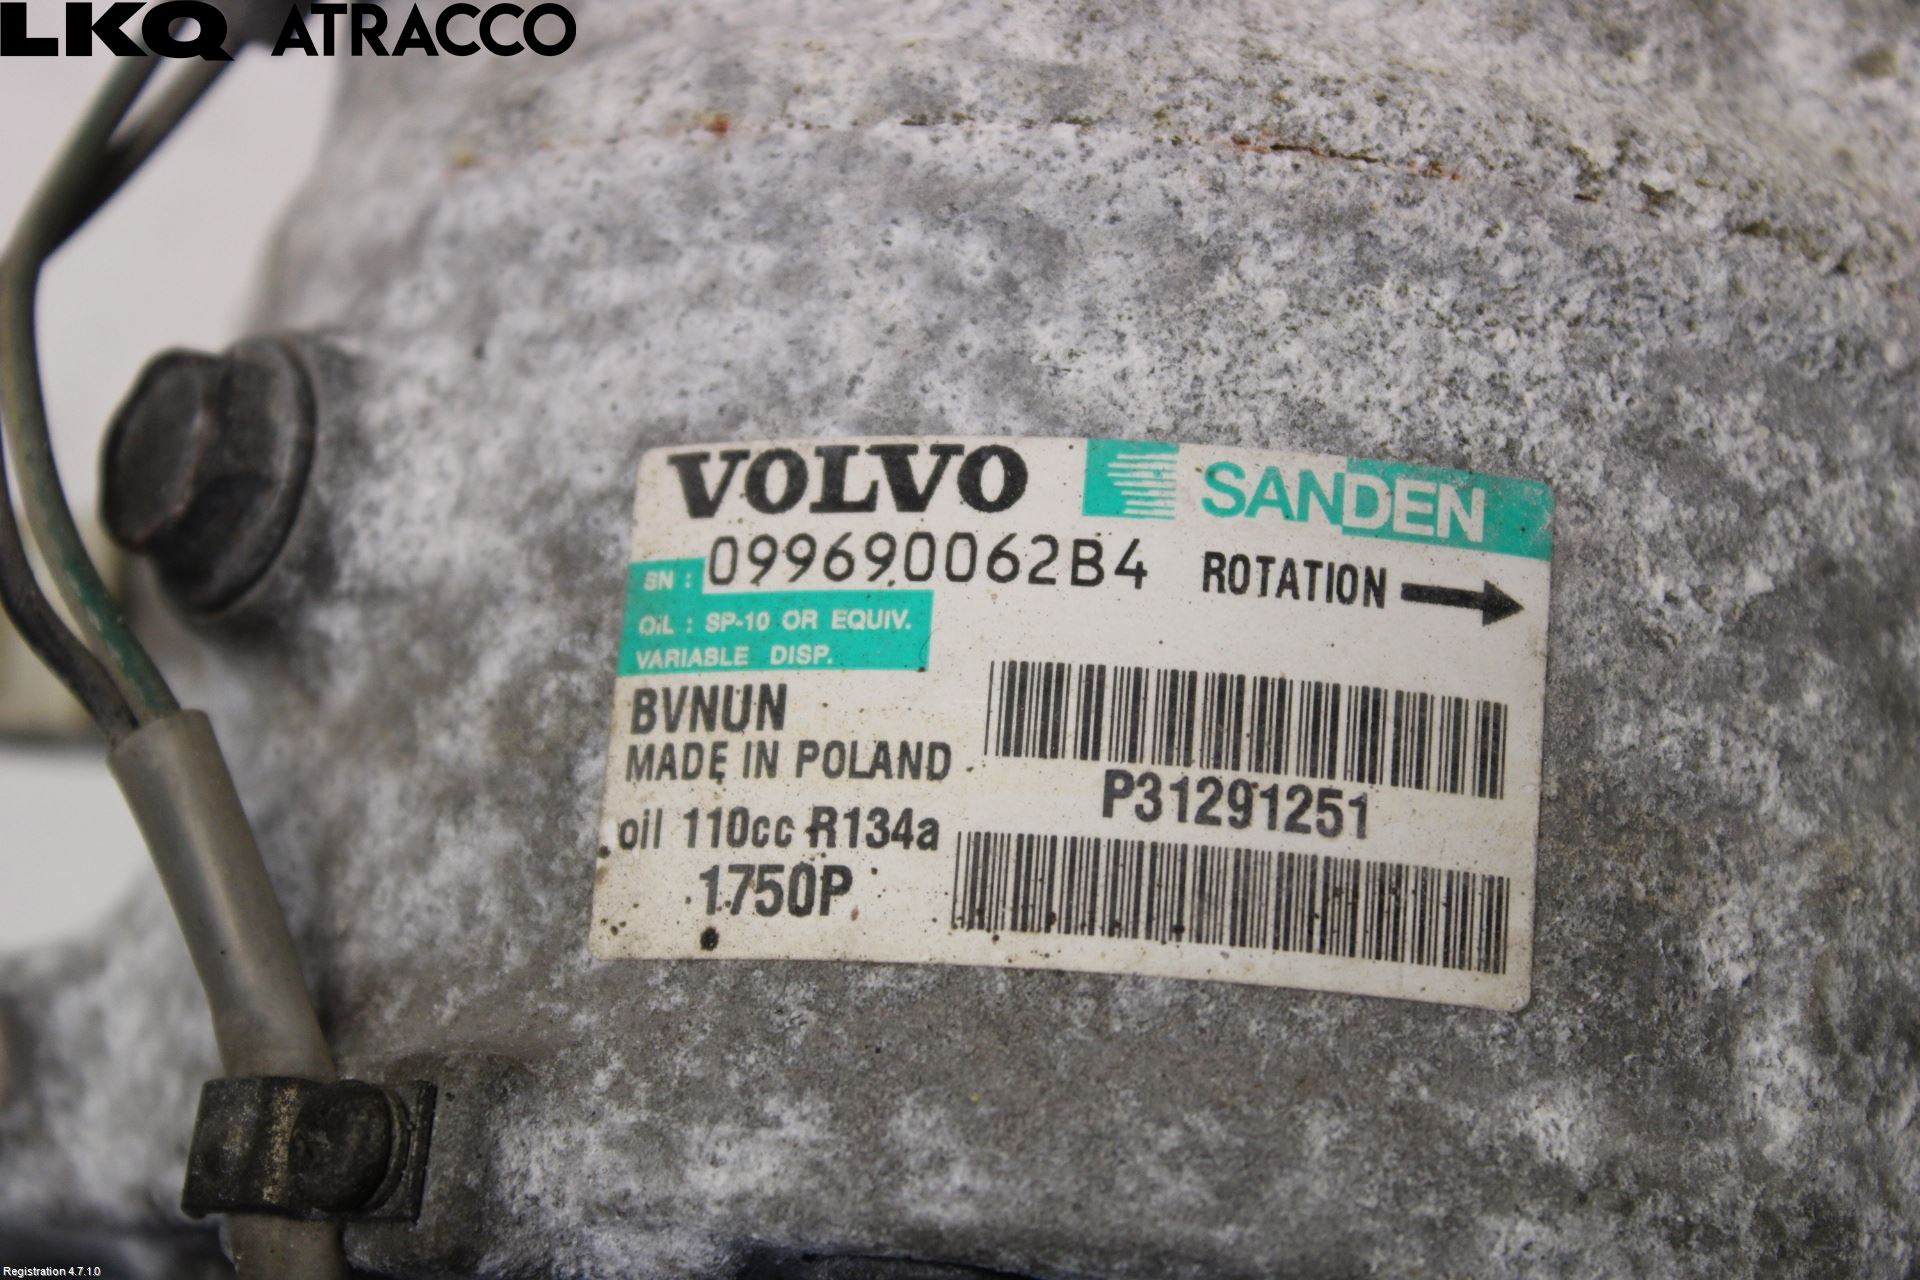 LKQ ATRACCO
VOLVO SANDEN
SN : 099690062B4 ROTATION
OIL : SP-10 OR EQUIV.
VARIABLE DISP.
BVNUN
MADE IN POLAND
P31291251
oil 110cc R134a
1750P
Registration 4.7.1.0